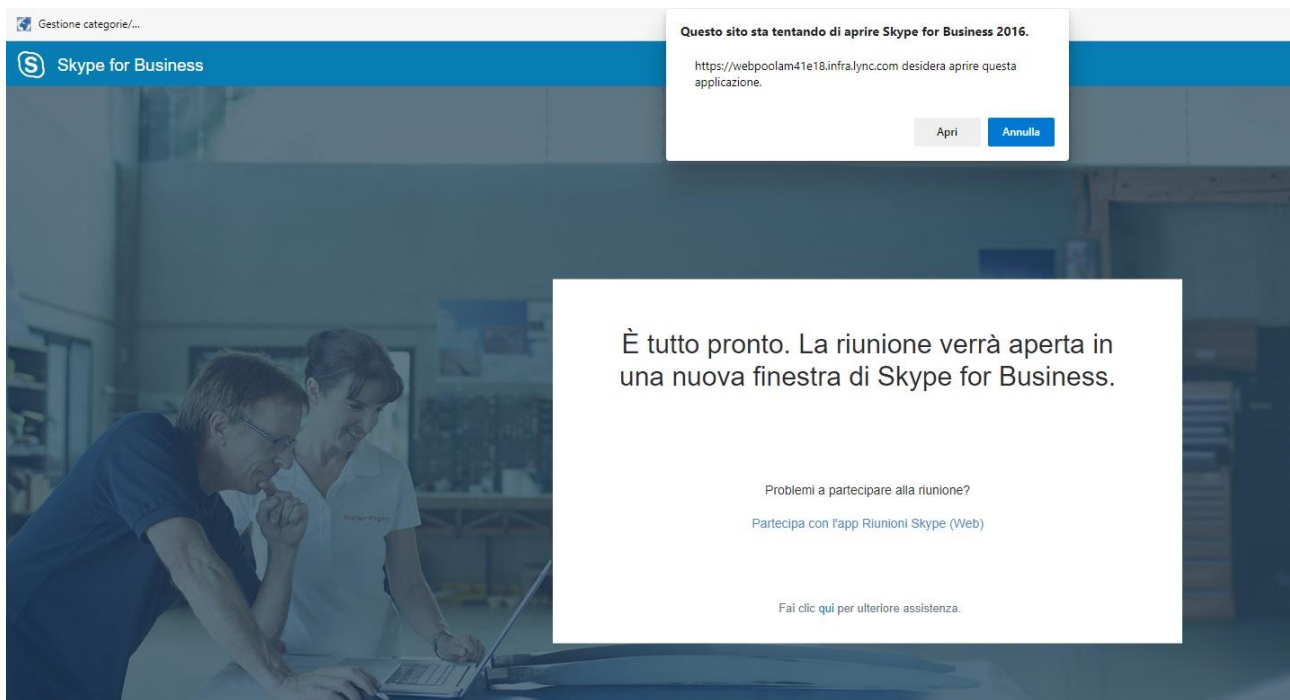 Gestione categorie/...
Skype for Business
Questo sito sta tentando di aprire Skype for Business 2016.
https://webpoolam41e18.infra.lync.com desidera aprire questa
applicazione.
Apri
Annulla
È tutto pronto. La riunione verrà aperta in
una nuova finestra di Skype for Business.
Problemi a partecipare alla riunione?
Partecipa con l'app Riunioni Skype (Web)
Fai clic qui per ulteriore assistenza.